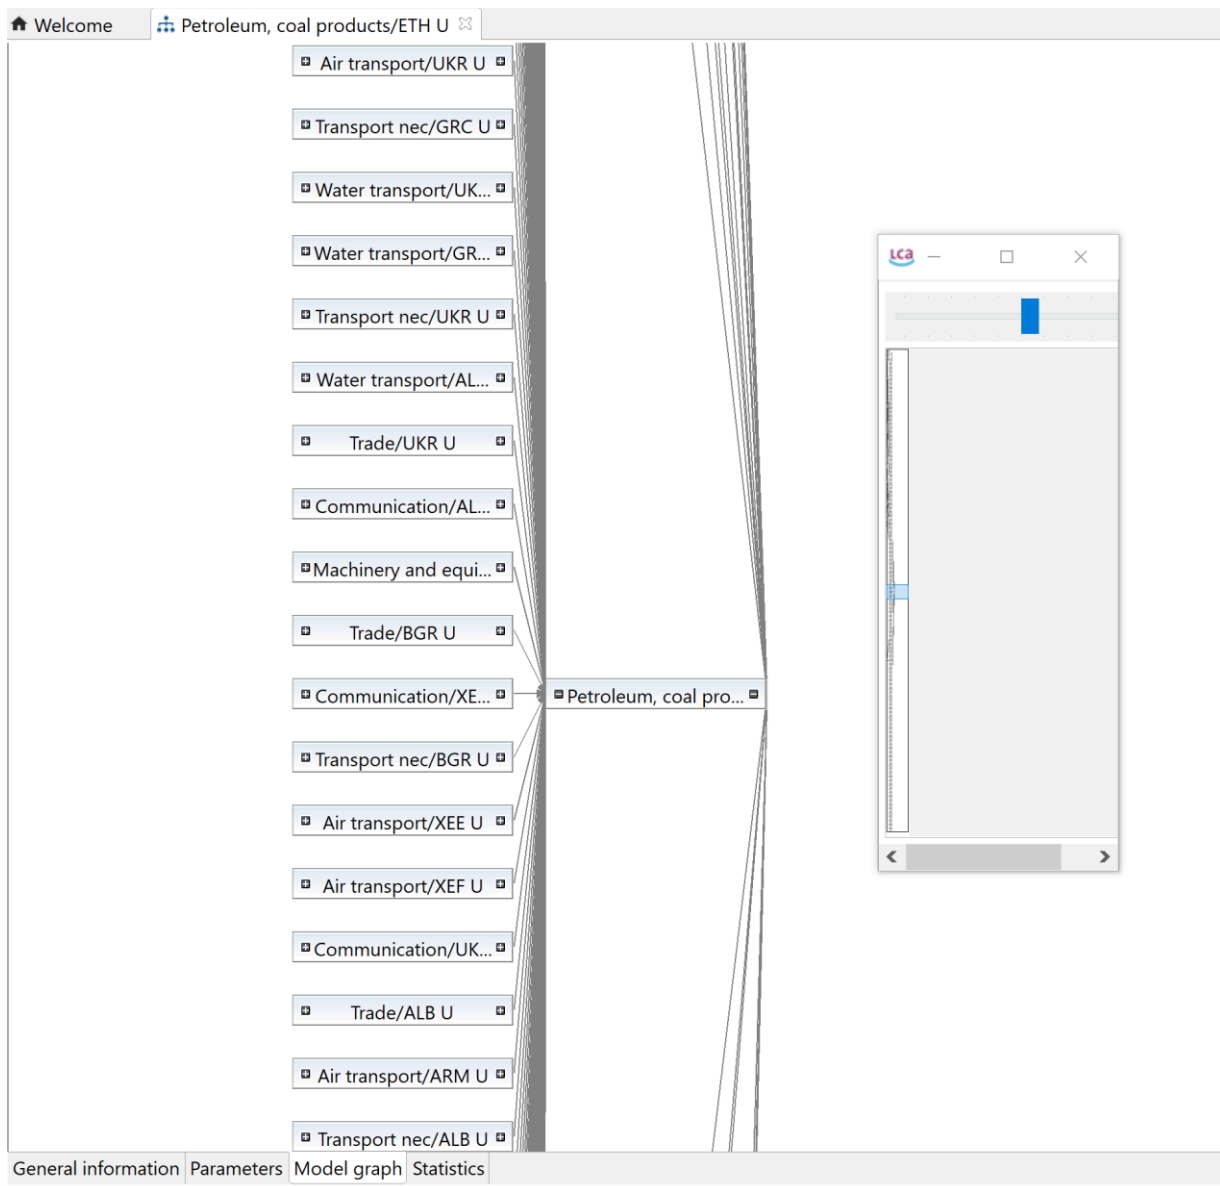 Welcome
Petroleum, coal products/ETH U
Air transport/UKR U
Transport nec/GRC U
Water transport/UK...
Water transport/GR...
Transport nec/UKR U
Water transport/AL...
Trade/UKR U
Communication/AL...
Machinery and equi...
Trade/BGR U
Communication/XE...
Petroleum, coal pro...
Transport nec/BGR U
Air transport/XEE U
Air transport/XEF U
Communication/UK...
Trade/ALB U
Air transport/ARM U
Transport nec/ALB U
LCA
General information
Parameters
Model graph
Statistics